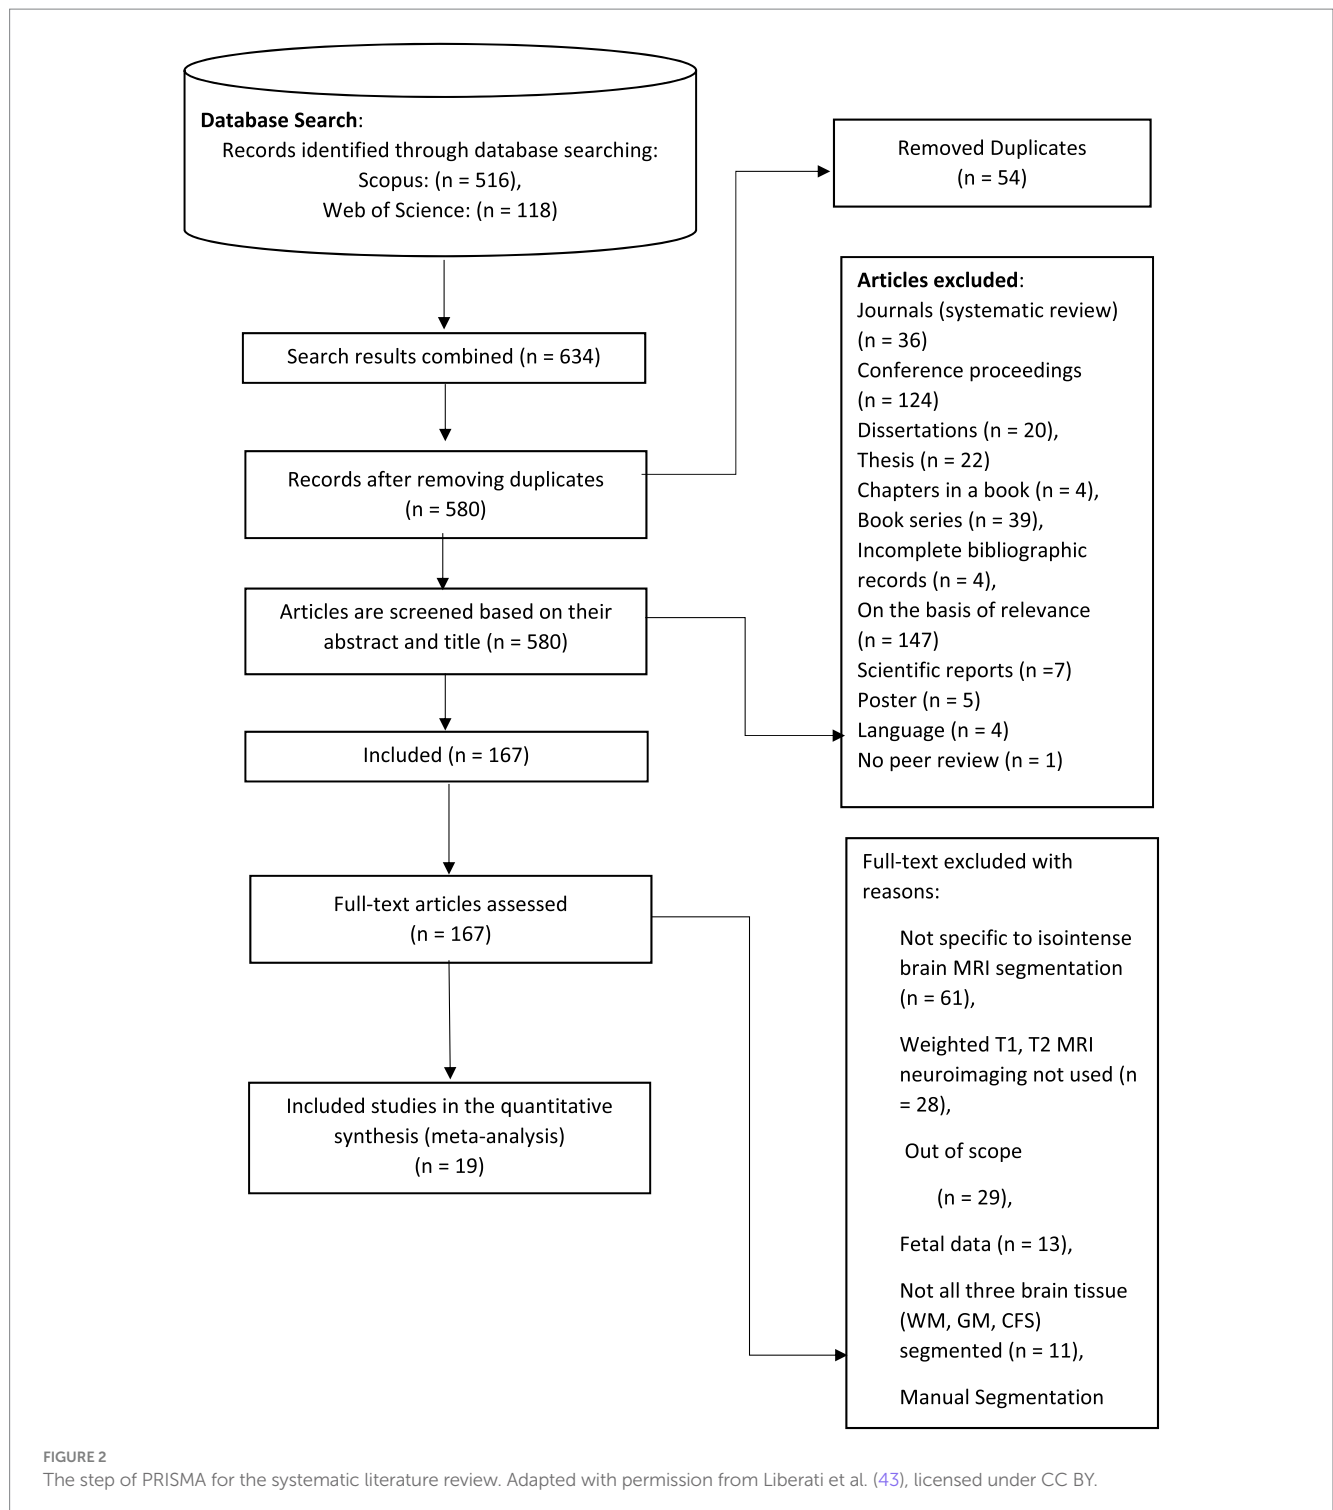 Database Search:
Records identified through database searching:
Scopus: (n = 516),
Web of Science: (n = 118)
Removed Duplicates
(n = 54)
Search results combined (n = 634)
Records after removing duplicates
(n = 580)
Articles are screened based on their
abstract and title (n = 580)
Articles excluded:
Journals (systematic review)
(n = 36)
Conference proceedings
(n = 124)
Dissertations (n = 20),
Thesis (n = 22)
Chapters in a book (n = 4),
Book series (n = 39),
Incomplete bibliographic
records (n = 4),
On the basis of relevance
(n = 147)
Scientific reports (n =7)
Poster (n = 5)
Language (n = 4)
No peer review (n = 1)
Included (n = 167)
Full-text articles assessed
(n = 167)
Full-text excluded with
reasons:
Not specific to isointense
brain MRI segmentation
(n = 61),
Weighted T1, T2 MRI
neuroimaging not used (n
= 28),
Out of scope
(n = 29),
Fetal data (n = 13),
Not all three brain tissue
(WM, GM, CFS)
segmented (n = 11),
Manual Segmentation
Included studies in the quantitative
synthesis (meta-analysis)
(n = 19)
FIGURE 2
The step of PRISMA for the systematic literature review. Adapted with permission from Liberati et al. (43), licensed under CC BY.